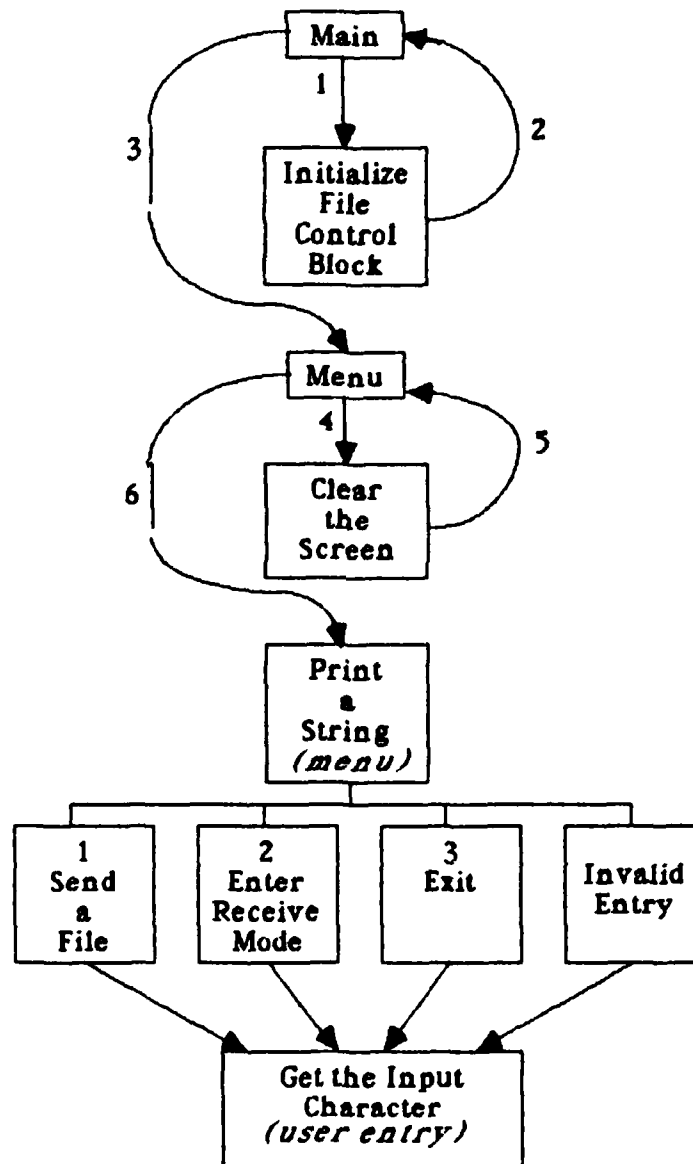 Main
1
2
3
Initialize
File
Control
Block
Menu
4
5
6
Clear
the
Screen
Print
a
String
(menu)
1
Send
a
File
2
Enter
Receive
Mode
3
Exit
Invalid
Entry
Get the Input
Character
(user entry)